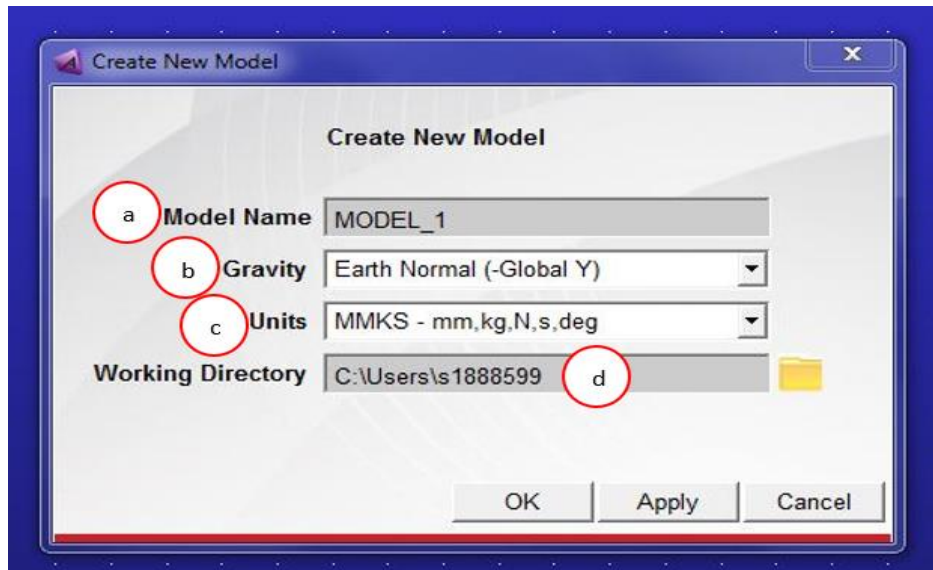 Create New Model
x
Create New Model
a Model Name MODEL_1
b Gravity Earth Normal (-Global Y)
c Units MMKS - mm,kg,N,s,deg
Working Directory C:\Users\s1888599 d
OK Apply Cancel